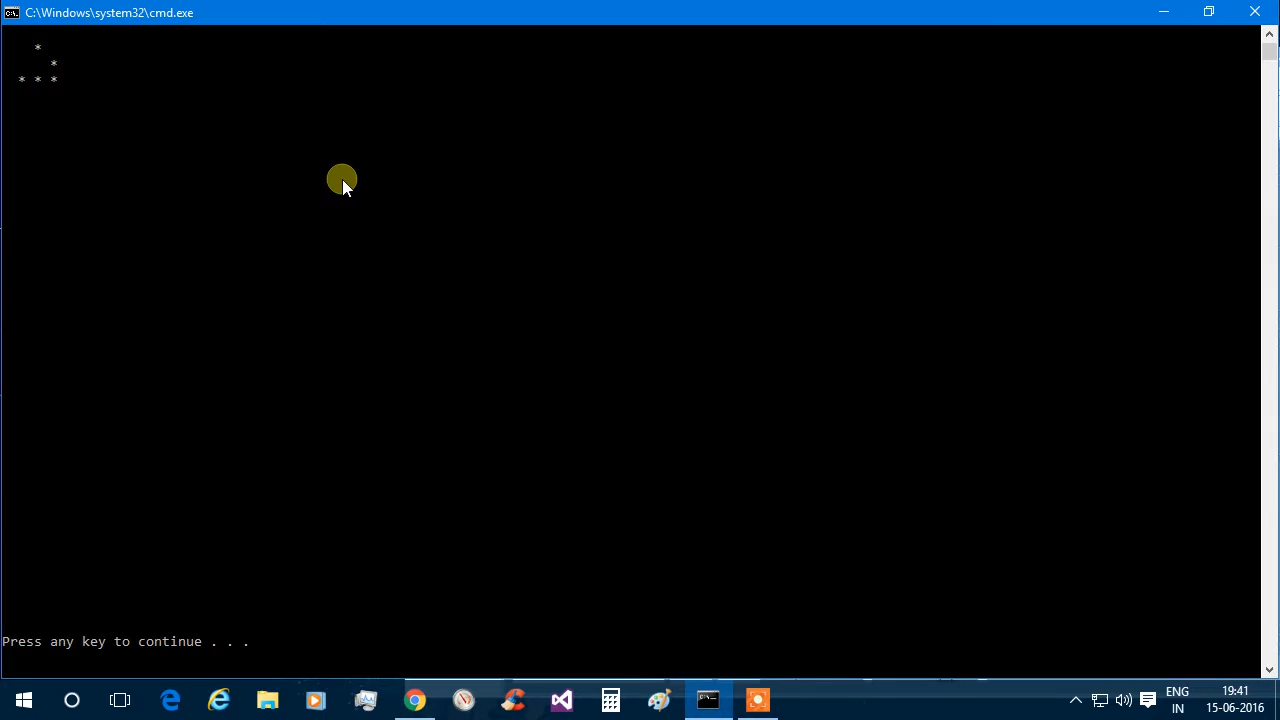 C:\Windows\system32\cmd.exe
*
*
* * *
Press any key to continue . . .
ENG
IN
19:41
15-06-2016